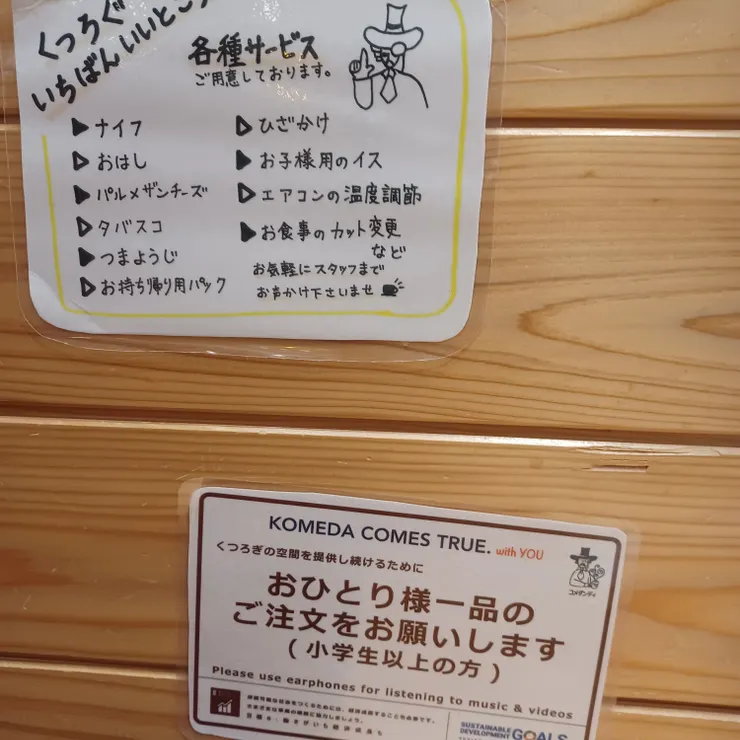 くつろぐ
いちばんいいところ
各種サービス
ご用意しております。
▶ナイフ
▷おはし
▶パルメザンチーズ
▷タバスコ
▶つまようじ
▷お持ち帰り用パック
▷ひざかけ
▶お子様用のイス
▷エアコンの温度調節
▶お食事のカット変更
など
お気軽にスタッフまで
お声かけ下さいませ
KOMEDA COMES TRUE. with YOU
くつろぎの空間を提供し続けるために
コメダンディ
おひとり様一品の
ご注文をお願いします
(小学生以上の方)
Please use earphones for listening to music & videos
SUSTAINABLE
DEVELOPMENT GOALS